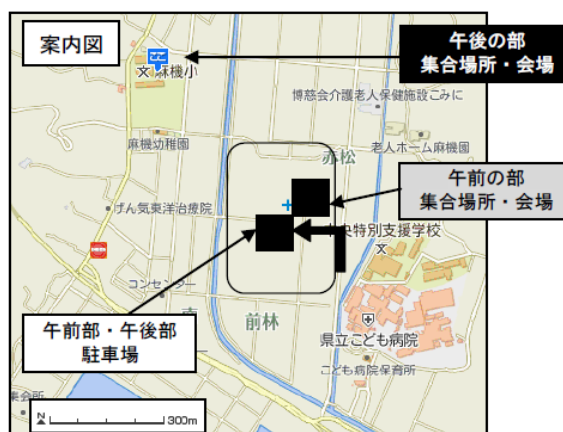 案内図
午後の部
集合場所・会場
文 麻機小
博慈会介護老人保健施設こみに
麻機幼稚園
赤松
老人ホーム麻機園
午前の部
集合場所・会場
げん気東洋治療院
央特別支援学校
文
コンセンター
午前部・午後部
駐車場
前林
県立こども病院
こども病院保育所
集会所
N
300m